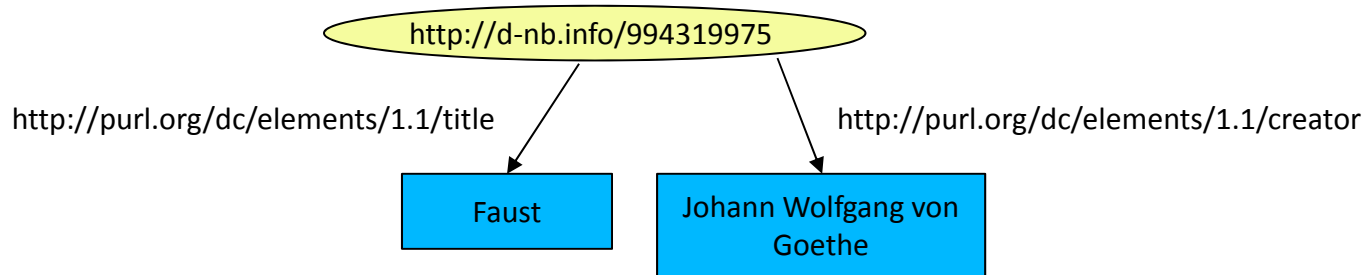 http://d-nb.info/994319975
http://purl.org/dc/elements/1.1/title
http://purl.org/dc/elements/1.1/creator
Faust
Johann Wolfgang von
Goethe